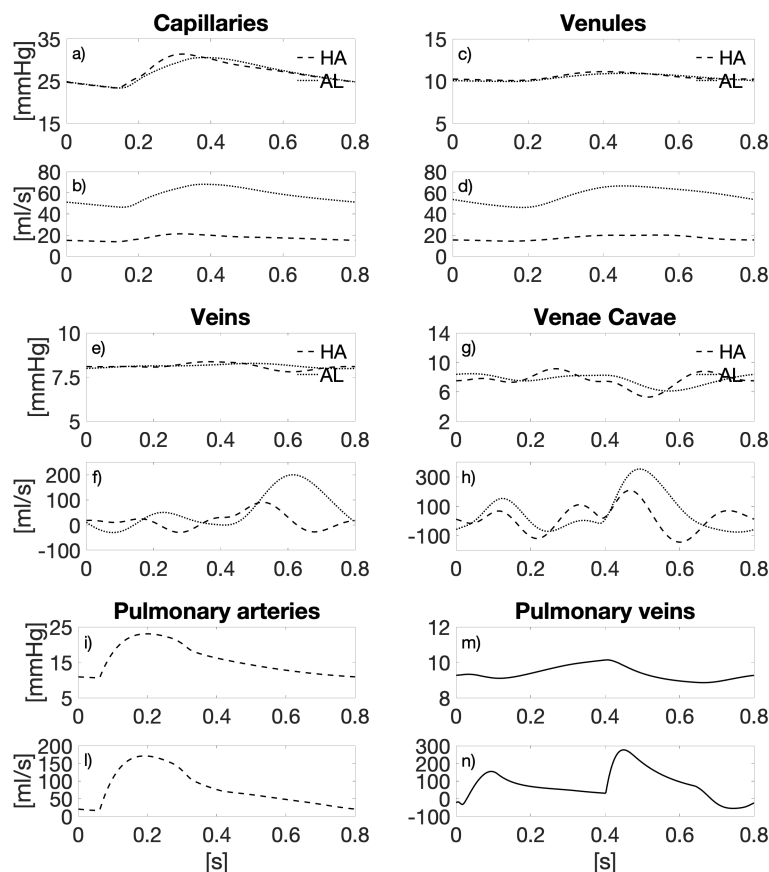 Capillaries
Venules
35
25
15
[mmHg]
a)
HA
AL
0 0.2 0.4 0.6 0.8
15
10
5
c)
HA
AL
0 0.2 0.4 0.6 0.8
80
60
40
20
0
[ml/s]
b)
0 0.2 0.4 0.6 0.8
80
60
40
20
0
d)
0 0.2 0.4 0.6 0.8
Veins
Venae Cavae
10
7.5
5
[mmHg]
e)
HA
AL
0 0.2 0.4 0.6 0.8
14
10
6
2
g)
HA
AL
0 0.2 0.4 0.6 0.8
200
100
0
-100
[ml/s]
f)
0 0.2 0.4 0.6 0.8
300
100
-100
h)
0 0.2 0.4 0.6 0.8
Pulmonary arteries
Pulmonary veins
25
15
5
[mmHg]
i)
0 0.2 0.4 0.6 0.8
12
10
8
m)
0 0.2 0.4 0.6 0.8
200
150
100
50
0
[ml/s]
l)
0 0.2 0.4 0.6 0.8
[s]
300
200
100
0
-100
n)
0 0.2 0.4 0.6 0.8
[s]